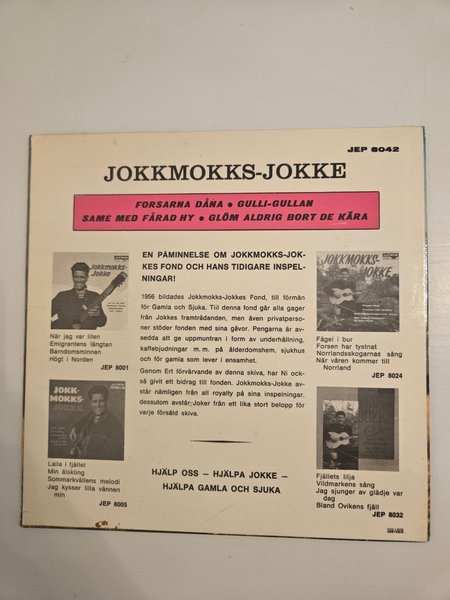 JEP 8042
JOKKMOKKS-JOKKE
FORSARNA DÅNA • GULLI-GULLAN
SAME MED FÅRAD HY • GLÖM ALDRIG BORT DE KÄRA
EN PÅMINNELSE OM JOKKMOKKS-JOK-
KES FOND OCH HANS TIDIGARE INSPEL-
NINGAR!
1956 bildades Jokkmokks-Jokkes Fond, till förmån
för Gamla och Sjuka. Till denna fond går alla gager
från Jokkes framträdanden, men även privatperso-
ner stöder fonden med sina gåvor. Pengarna är av-
sedda att ge uppmuntran i form av underhållning,
kaffebjudningar m. m. på ålderdomshem, sjukhus
och för gamla som lever i ensamhet.
Genom Ert förvärvande av denna skiva, har Ni ock-
så givit ett bidrag till fonden. Jokkmokks-Jokke av-
står nämligen från all royalty på sina inspelningar,
dessutom avstår Joker från ett lika stort belopp för
varje försåld skiva.
HJÄLP OSS – HJÄLPA JOKKE –
HJÄLPA GAMLA OCH SJUKA
Jokkmokks-
Jokke
När jag var liten
Emigrantens längtan
Barndomsminnen
Högt i Norden
JEP 8001
JOKK-
MOKKS-
JOKKE
Laila i fjället
Min älskling
Sommarkvällens melodi
Jag kysser lilla vännen
min
JEP 8005
JOKKMOKKS-
JOKKE
Fågel i bur
Forsen har tystnat
Norrlandsskogarnas sång
När våren kommer till
Norrland
JEP 8024
Fjällets lilja
Vildmarkens sång
Jag sjunger av glädje var
dag
Bland Ovikens fjäll
JEP 8032